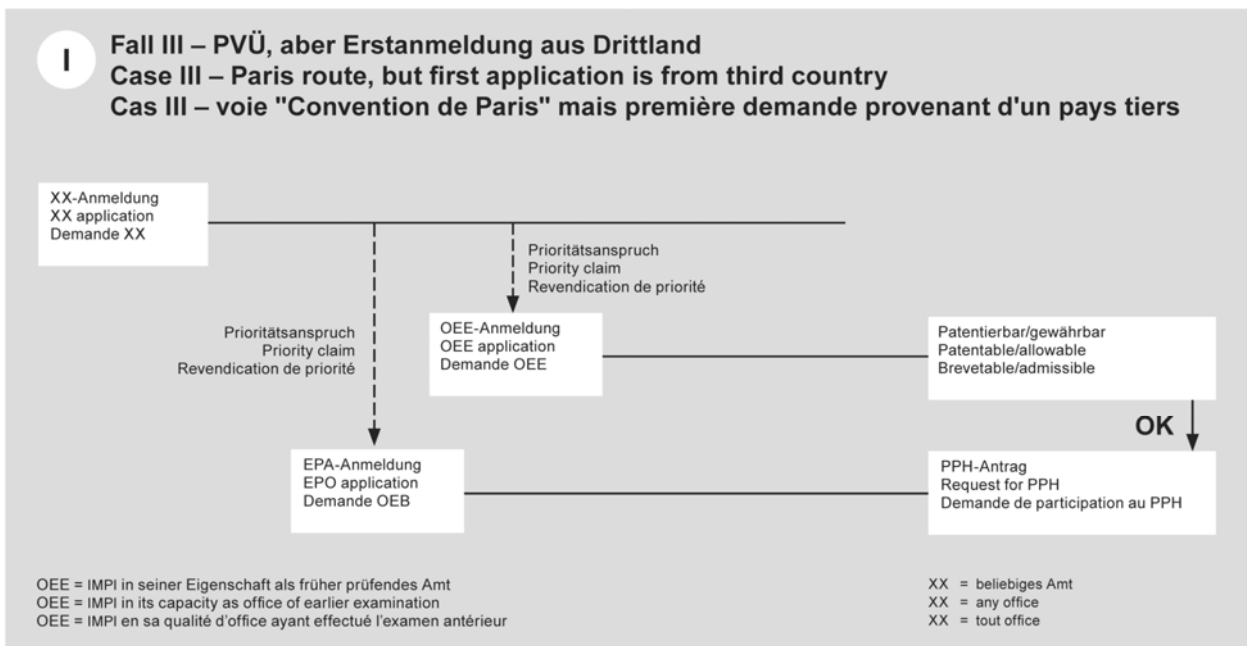 I
Fall III – PVÜ, aber Erstanmeldung aus Drittland
Case III – Paris route, but first application is from third country
Cas III – voie "Convention de Paris" mais première demande provenant d'un pays tiers
XX-Anmeldung
XX application
Demande XX
Prioritätsanspruch
Priority claim
Revendication de priorité
Prioritätsanspruch
Priority claim
Revendication de priorité
OEE-Anmeldung
OEE application
Demande OEE
Patentierbar/gewährbar
Patentable/allowable
Brevetable/admissible
OK
EPA-Anmeldung
EPO application
Demande OEB
PPH-Antrag
Request for PPH
Demande de participation au PPH
OEE = IMPI in seiner Eigenschaft als früher prüfendes Amt
OEE = IMPI in its capacity as office of earlier examination
OEE = IMPI en sa qualité d'office ayant effectué l'examen antérieur
XX = beliebiges Amt
XX = any office
XX = tout office